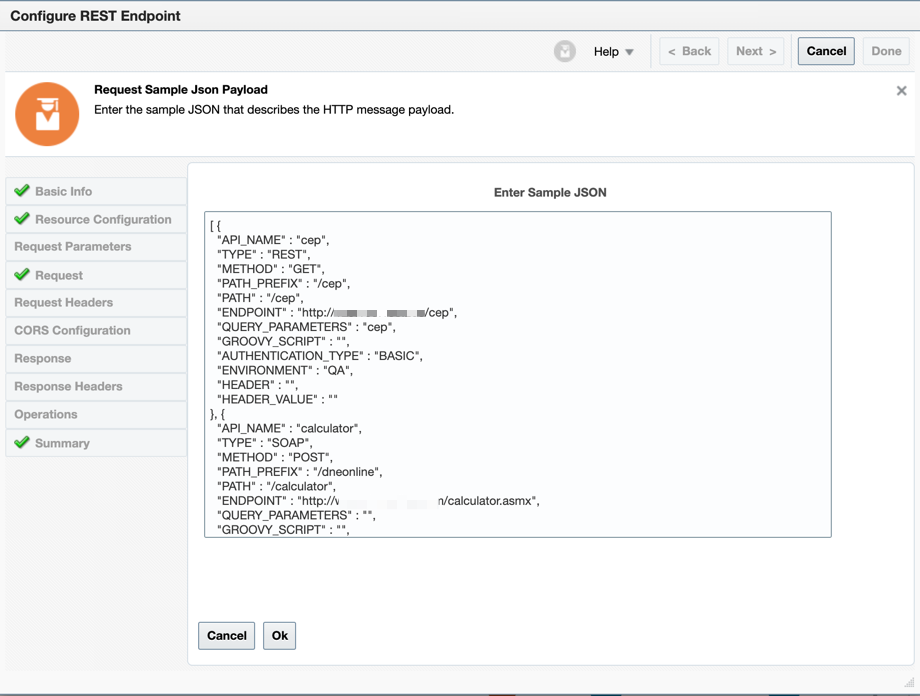 Configure REST Endpoint
Help
< Back
Next >
Cancel
Done
Request Sample Json Payload
Enter the sample JSON that describes the HTTP message payload.
Basic Info
Resource Configuration
Request Parameters
Request
Request Headers
CORS Configuration
Response
Response Headers
Operations
Summary
Enter Sample JSON
[ {
"API_NAME" : "cep",
"TYPE" : "REST",
"METHOD" : "GET",
"PATH_PREFIX" : "/cep",
"PATH" : "/cep",
"ENDPOINT" : "http:// /cep",
"QUERY_PARAMETERS" : "cep",
"GROOVY_SCRIPT" : "",
"AUTHENTICATION_TYPE" : "BASIC",
"ENVIRONMENT" : "QA",
"HEADER" : "",
"HEADER_VALUE" : ""
}, {
"API_NAME" : "calculator",
"TYPE" : "SOAP",
"METHOD" : "POST",
"PATH_PREFIX" : "/dneonline",
"PATH" : "/calculator",
"ENDPOINT" : "http:// /calculator.asmx",
"QUERY_PARAMETERS" : "",
"GROOVY_SCRIPT" : "",
Cancel
Ok